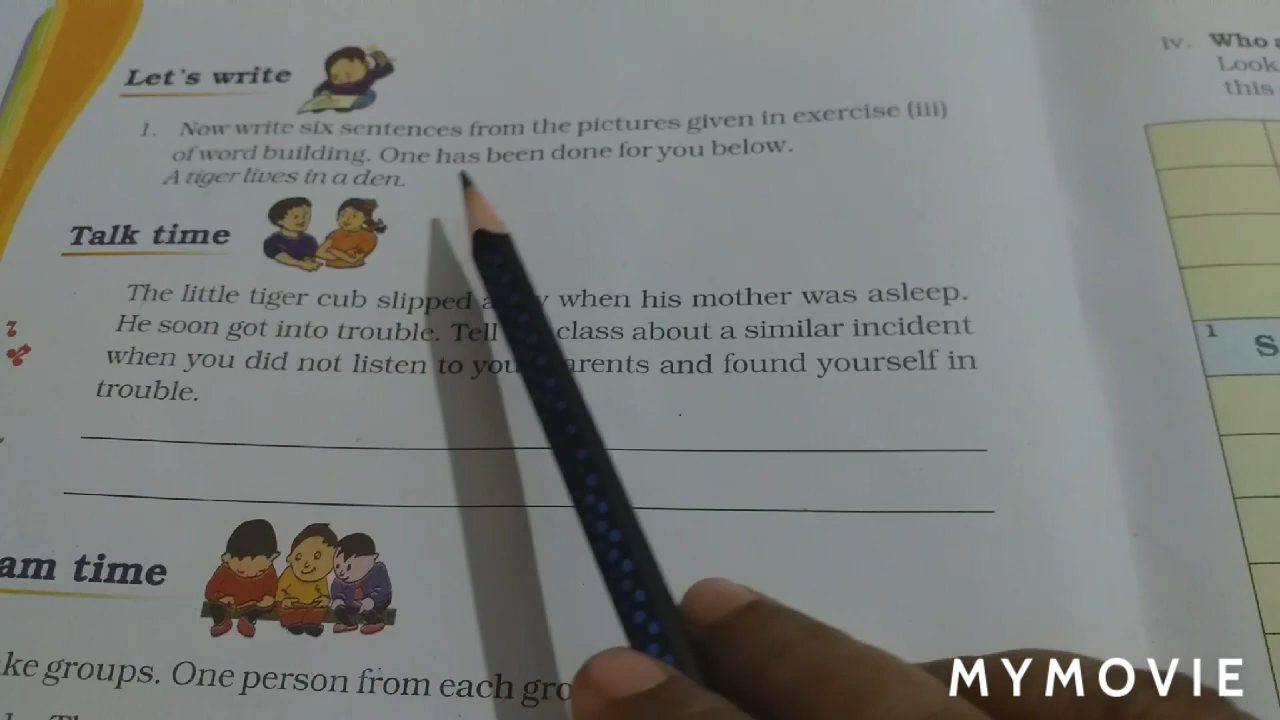 Let's write
1. Now write six sentences from the pictures given in exercise (iii)
of word building. One has been done for you below.
A tiger lives in a den.
Talk time
The little tiger cub slipped when his mother was asleep.
He soon got into trouble. Tell class about a similar incident
when you did not listen to and found yourself in
trouble.
am time
ke groups. One person from each
iv. Who
Look
this
1 S
MYMOVIE